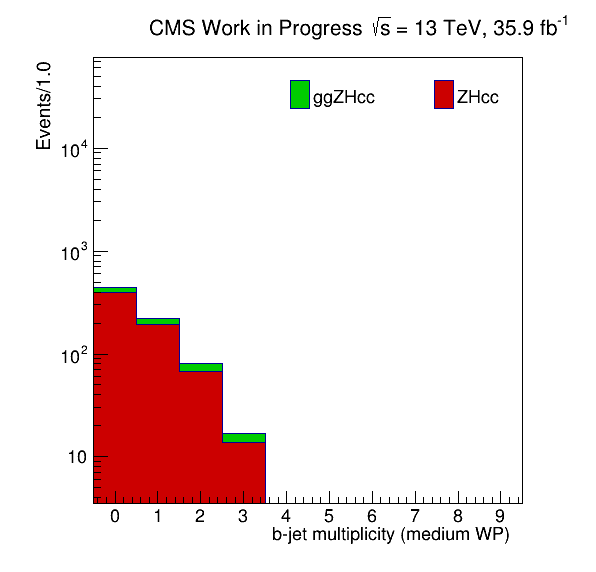 CMS Work in Progress √s = 13 TeV, 35.9 fb⁻¹
Events/1.0
ggZHcc ZHcc
10⁴
10³
10²
10
0 1 2 3 4 5 6 7 8 9
b-jet multiplicity (medium WP)